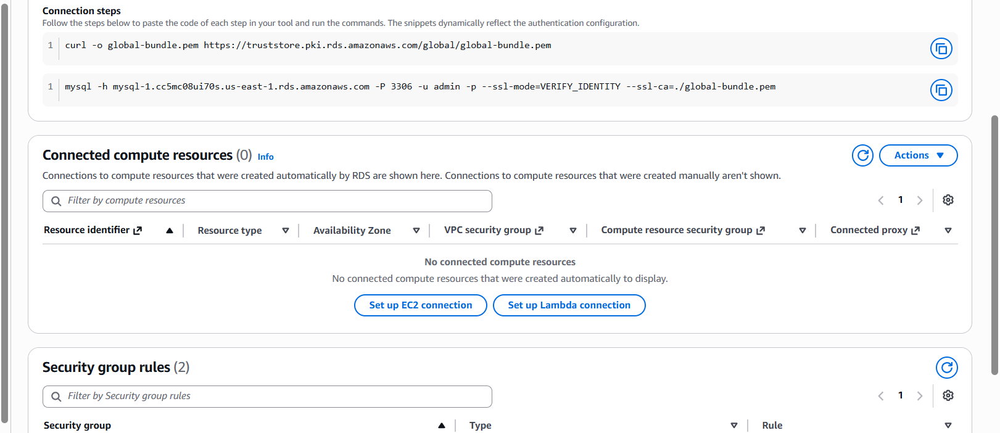 Connection steps
Follow the steps below to paste the code of each step in your tool and run the commands. The snippets dynamically reflect the authentication configuration.
1 curl -o global-bundle.pem https://truststore.pki.rds.amazonaws.com/global/global-bundle.pem
1 mysql -h mysql-1.cc5mc08ui70s.us-east-1.rds.amazonaws.com -P 3306 -u admin -p --ssl-mode=VERIFY_IDENTITY --ssl-ca=./global-bundle.pem
Connected compute resources (0) Info
Actions
Connections to compute resources that were created automatically by RDS are shown here. Connections to compute resources that were created manually aren't shown.
Filter by compute resources
1
Resource identifier Resource type Availability Zone VPC security group Compute resource security group Connected proxy
No connected compute resources
No connected compute resources that were created automatically to display.
Set up EC2 connection Set up Lambda connection
Security group rules (2)
Filter by Security group rules
1
Security group Type Rule